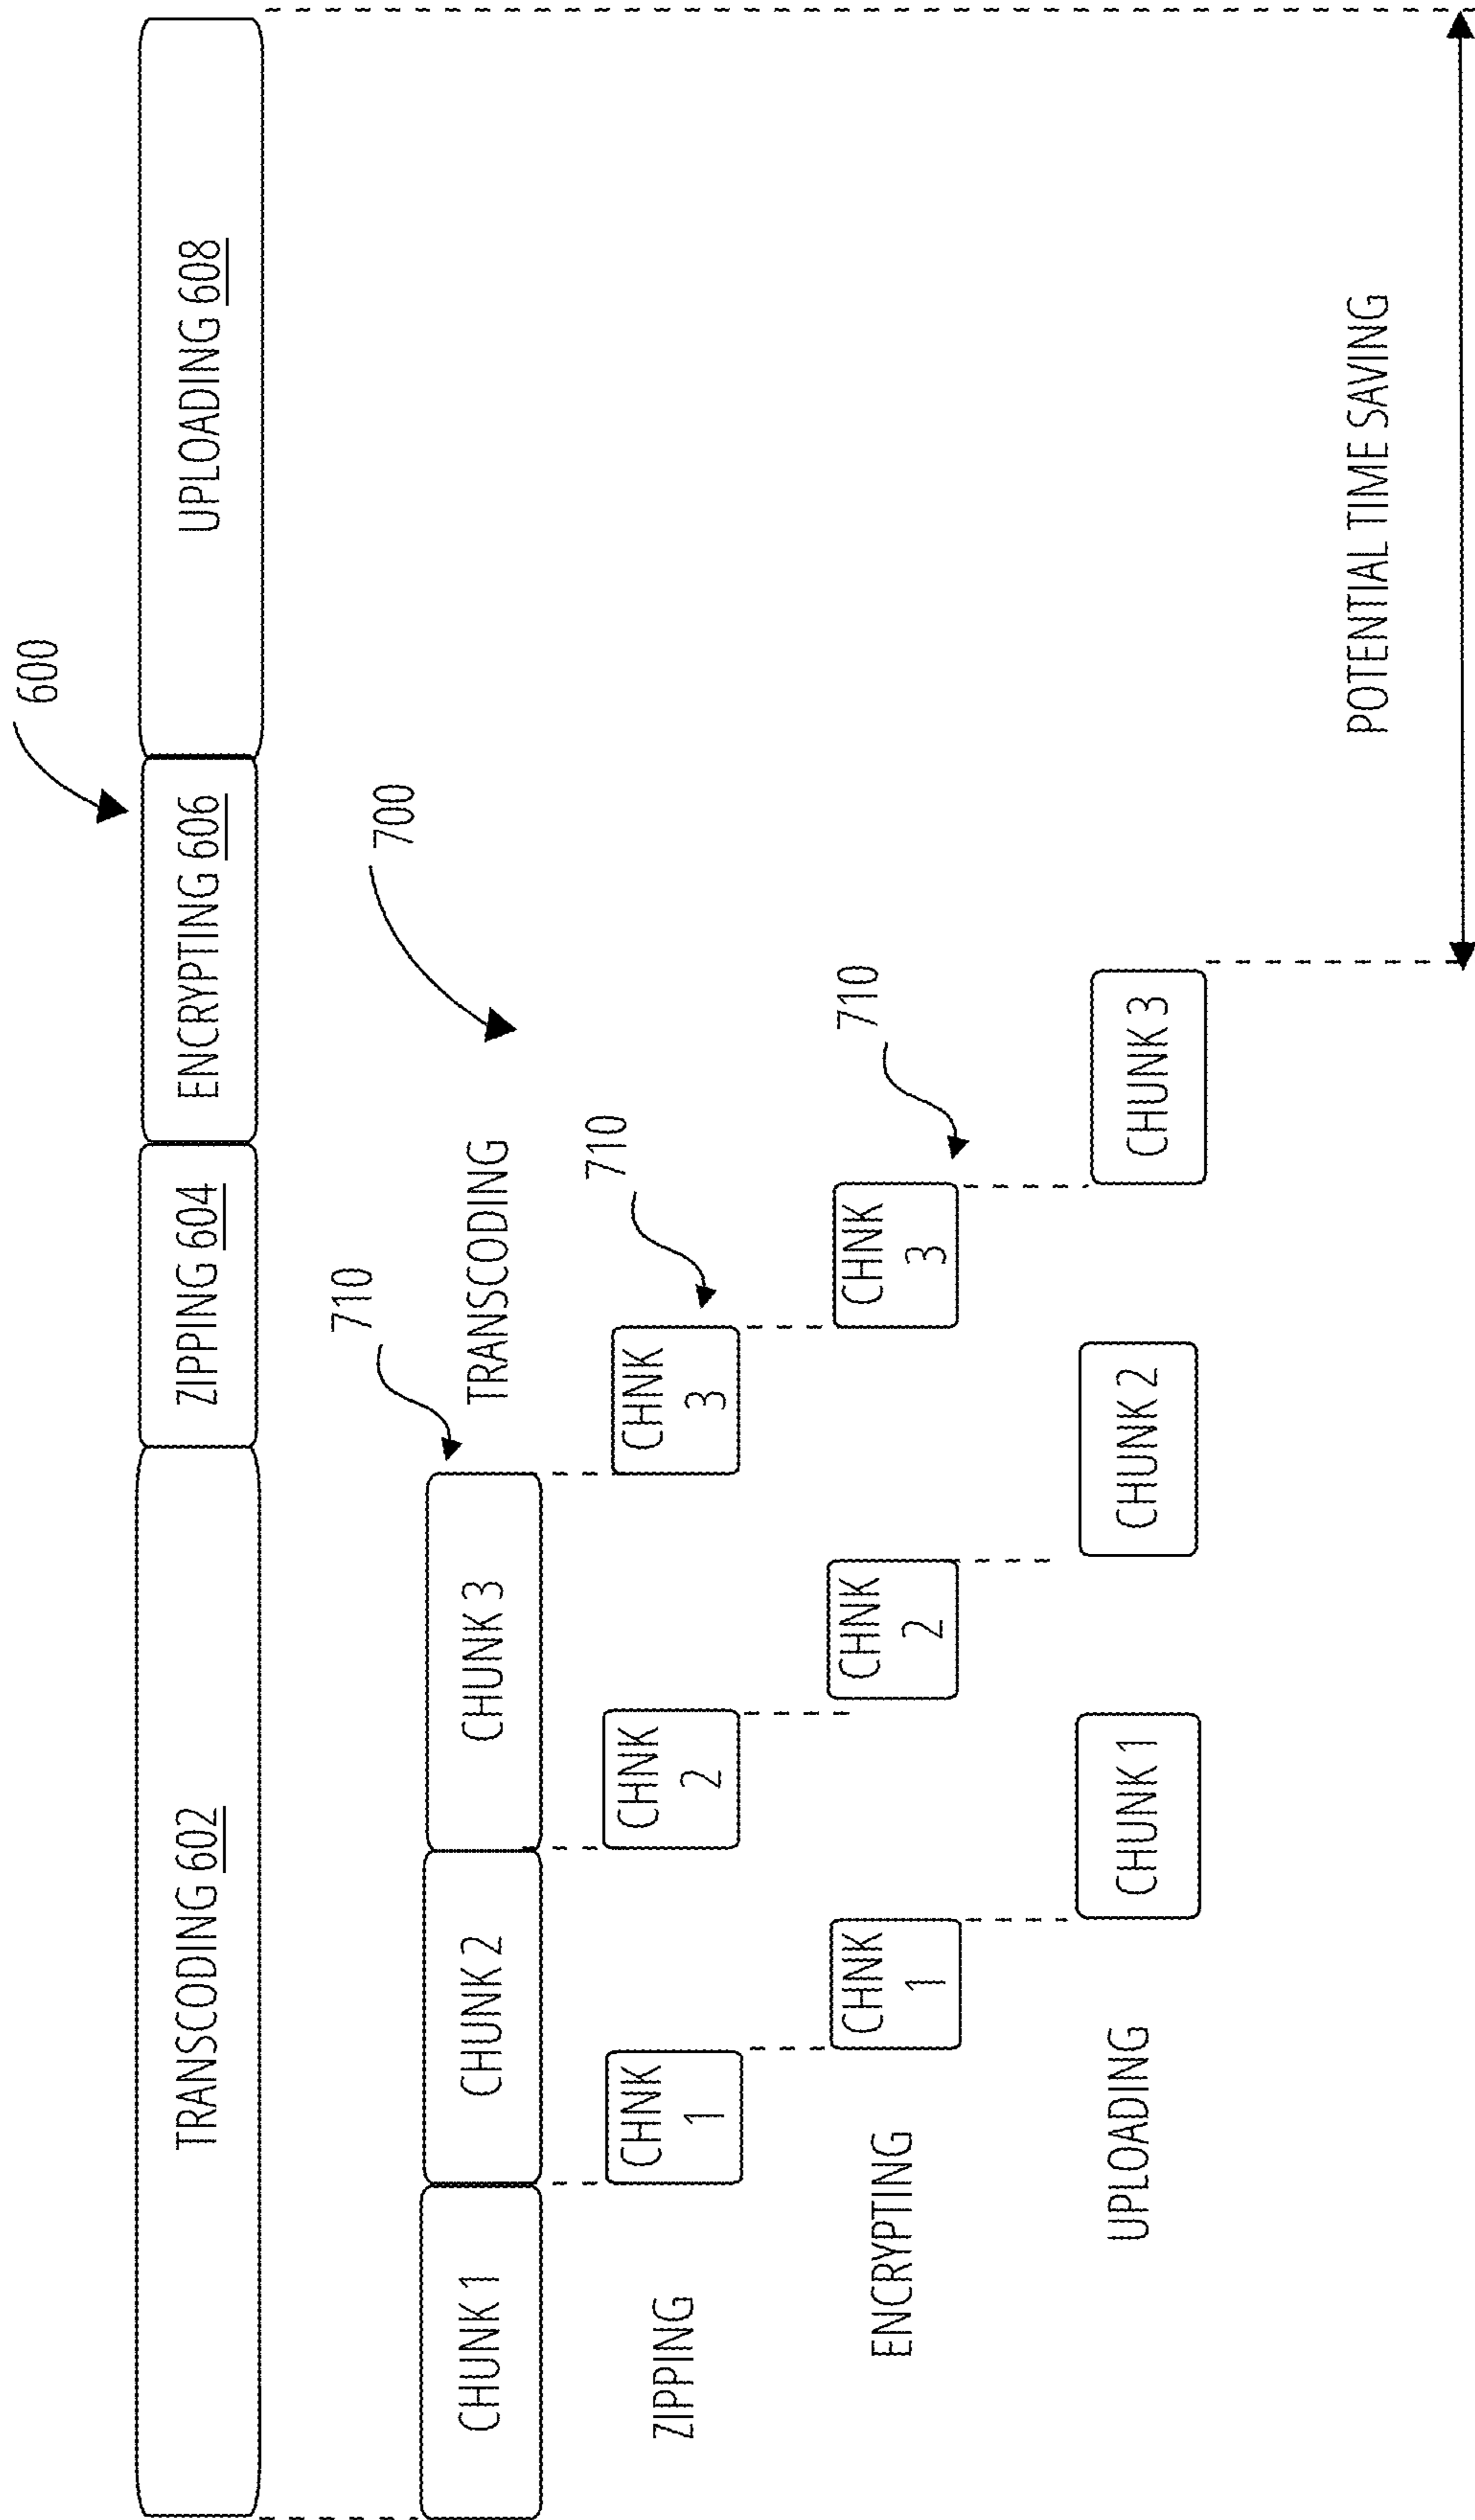 600
TRANSCODING 602
ZIPPING 604
ENCRYPTING 606
UPLOADING 608
700
710
CHUNK 1
CHUNK 2
CHUNK 3
TRANSCODING
710
ZIPPING
CHNK
1
CHNK
2
CHNK
3
710
ENCRYPTING
CHNK
1
CHNK
2
CHNK
3
UPLOADING
CHUNK 1
CHUNK 2
CHUNK 3
POTENTIAL TIME SAVING